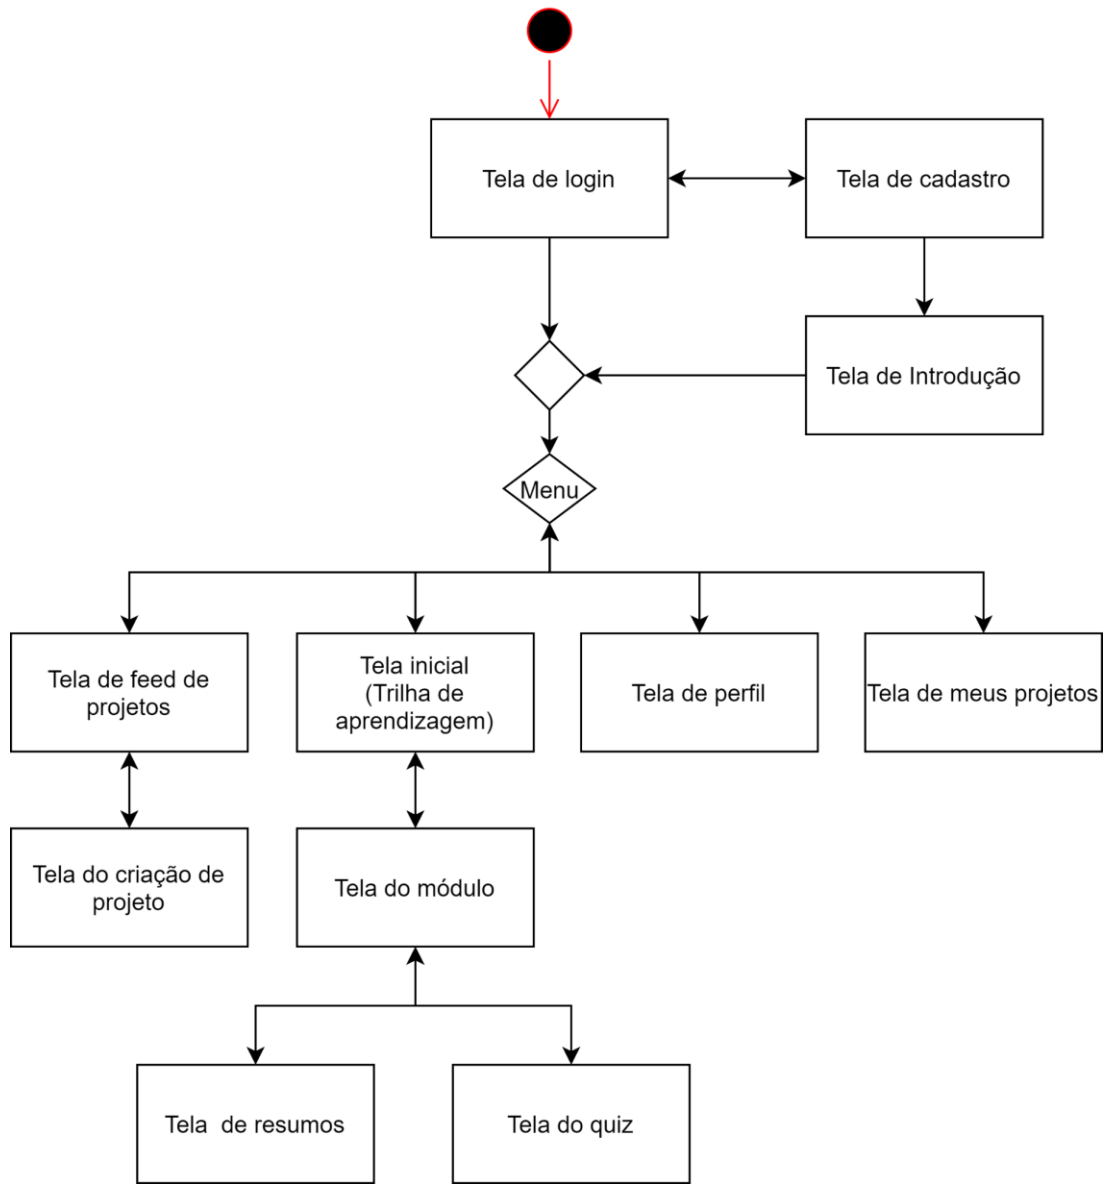 Tela de login
Tela de cadastro
Tela de Introdução
Menu
Tela de feed de
projetos
Tela inicial
(Trilha de
aprendizagem)
Tela de perfil
Tela de meus projetos
Tela do criação de
projeto
Tela do módulo
Tela  de resumos
Tela do quiz